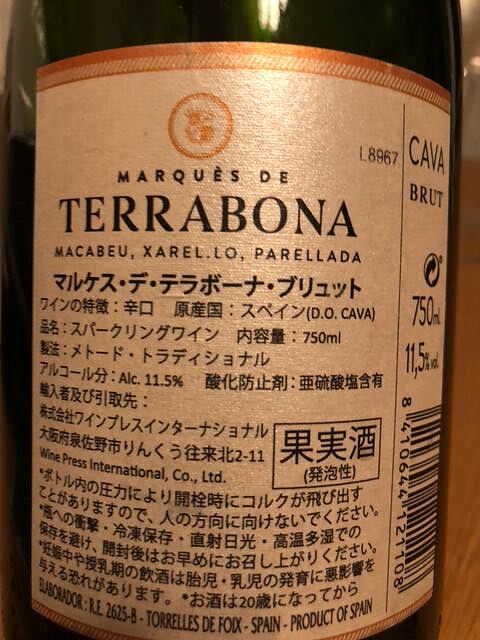 L8967
MARQUÈS DE
TERRABONA
MACABEU, XAREL.LO, PARELLADA
マルケス・デ・テラボーナ・ブリュット
ワインの特徴：辛口 原産国：スペイン(D.O. CAVA)
品名：スパークリングワイン 内容量：750ml
製法：メトード・トラディショナル
アルコール分：Alc. 11.5% 酸化防止剤：亜硫酸塩含有
輸入者及び引取先：
株式会社ワインプレスインターナショナル
大阪府泉佐野市りんくう往来北2-11
Wine Press International, Co., Ltd.
果実酒
(発泡性)
*ボトル内の圧力により開栓時にコルクが飛び出す
ことがありますので、人の方向に向けないでください。
*瓶への衝撃・冷凍保存・直射日光・高温多湿での
保存を避け、開封後はお早めにお召し上がりください。
*妊娠中や授乳期の飲酒は胎児・乳児の発育に悪影響を
与える恐れがあります。*お酒は20歳になってから
ELABORADOR : R.E. 2625-B - TORRELLES DE FOIX - SPAIN - PRODUCT OF SPAIN
CAVA
BRUT
750ml.
11,5% vol.
8 410644 121108